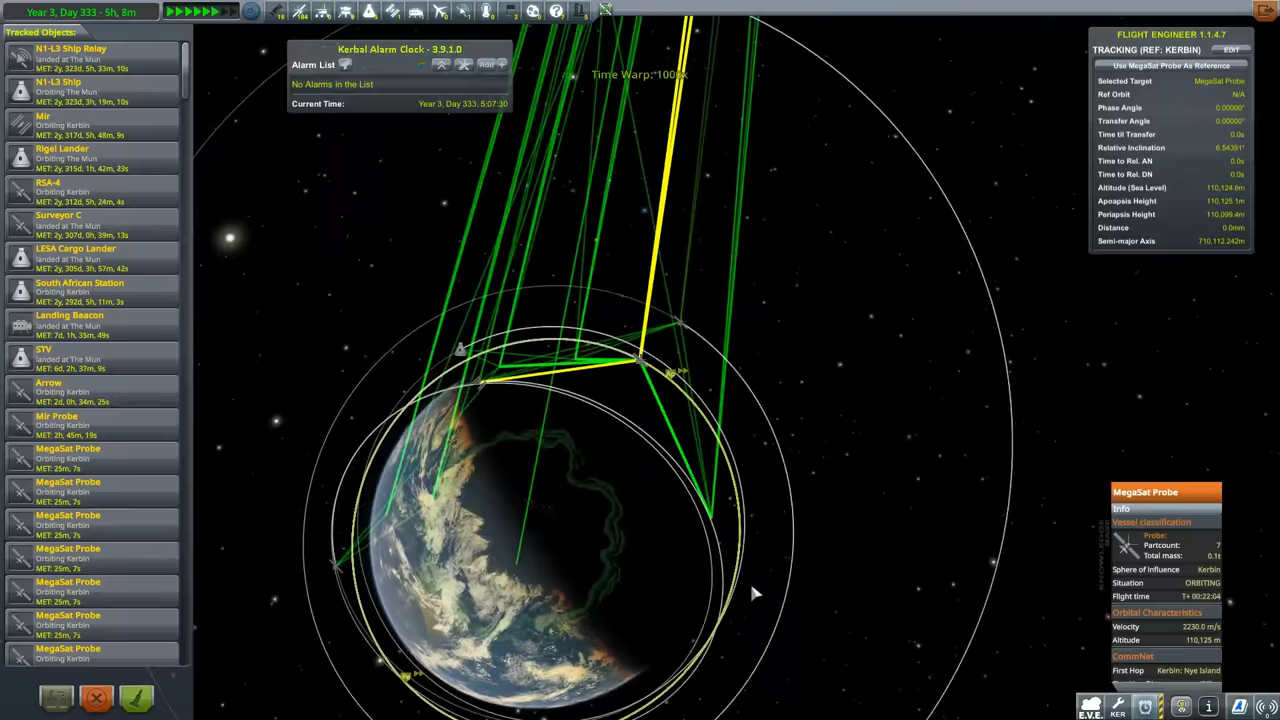 Year 3, Day 333 - 5h, 8m
Tracked Objects:
N1-L3 Ship Relay
landed at The Mun
MET: 2y, 323d, 5h, 33m, 10s
N1-L3 Ship
Orbiting The Mun
MET: 2y, 323d, 3h, 19m, 10s
Mir
Orbiting Kerbin
MET: 2y, 317d, 5h, 48m, 9s
Rigel Lander
Orbiting The Mun
MET: 2y, 315d, 1h, 42m, 23s
RSA-4
Orbiting Kerbin
MET: 2y, 312d, 5h, 24m, 4s
Surveyor C
landed at The Mun
MET: 2y, 307d, 0h, 39m, 13s
LESA Cargo Lander
landed at The Mun
MET: 2y, 305d, 3h, 57m, 42s
South African Station
Orbiting Kerbin
MET: 2y, 292d, 5h, 11m, 3s
Landing Beacon
landed at The Mun
MET: 7d, 1h, 35m, 49s
STV
landed at The Mun
MET: 6d, 2h, 37m, 9s
Arrow
Orbiting Kerbin
MET: 2d, 0h, 34m, 25s
Mir Probe
Orbiting Kerbin
MET: 2h, 45m, 19s
MegaSat Probe
Orbiting Kerbin
MET: 25m, 7s
MegaSat Probe
Orbiting Kerbin
MET: 25m, 7s
MegaSat Probe
Orbiting Kerbin
MET: 25m, 7s
MegaSat Probe
Orbiting Kerbin
MET: 25m, 7s
MegaSat Probe
Orbiting Kerbin
MET: 25m, 7s
MegaSat Probe
Orbiting Kerbin
MET: 25m, 7s
MegaSat Probe
Orbiting Kerbin
Kerbal Alarm Clock - 3.9.1.0
Alarm List
Add +
No Alarms in the List
Current Time: Year 3, Day 333, 5:07:30
Time Warp: 1000x
Ap
FLIGHT ENGINEER 1.1.4.7
TRACKING (REF: KERBIN) EDIT
Use MegaSat Probe As Reference
Selected Target MegaSat Probe
Ref Orbit N/A
Phase Angle 0.00000°
Transfer Angle 0.00000°
Time til Transfer 0.0s
Relative Inclination 6.54391°
Time to Rel. AN 0.0s
Time to Rel. DN 0.0s
Altitude (Sea Level) 110,124.8m
Apoapsis Height 110,125.1m
Periapsis Height 110,099.4m
Distance 0.0mm
Semi-major Axis 710,112.242m
MegaSat Probe
Info
Vessel classification
Probe:
Partcount: 7
Total mass: 0.1t
Sphere of Influence Kerbin
Situation ORBITING
Flight time T+ 00:22:04
Orbital Characteristics
Velocity 2230.0 m/s
Altitude 110,125 m
CommNet
First Hop Kerbin: Nye Island
KNOWLEDGE BASE
E.V.E.
KER